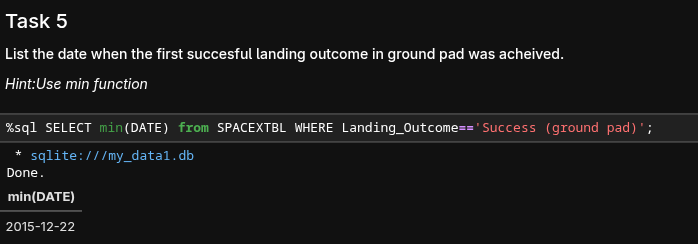 Task 5
List the date when the first succesful landing outcome in ground pad was acheived.
Hint:Use min function
%sql SELECT min(DATE) from SPACEXTBL WHERE Landing_Outcome=='Success (ground pad)';
* sqlite:///my_data1.db
Done.
min(DATE)
2015-12-22